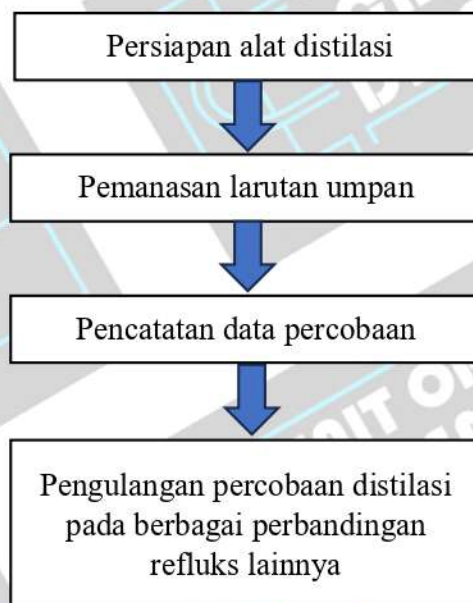 Persiapan alat distilasi
Pemanasan larutan umpan
Pencatatan data percobaan
Pengulangan percobaan distilasi
pada berbagai perbandingan
refluks lainnya